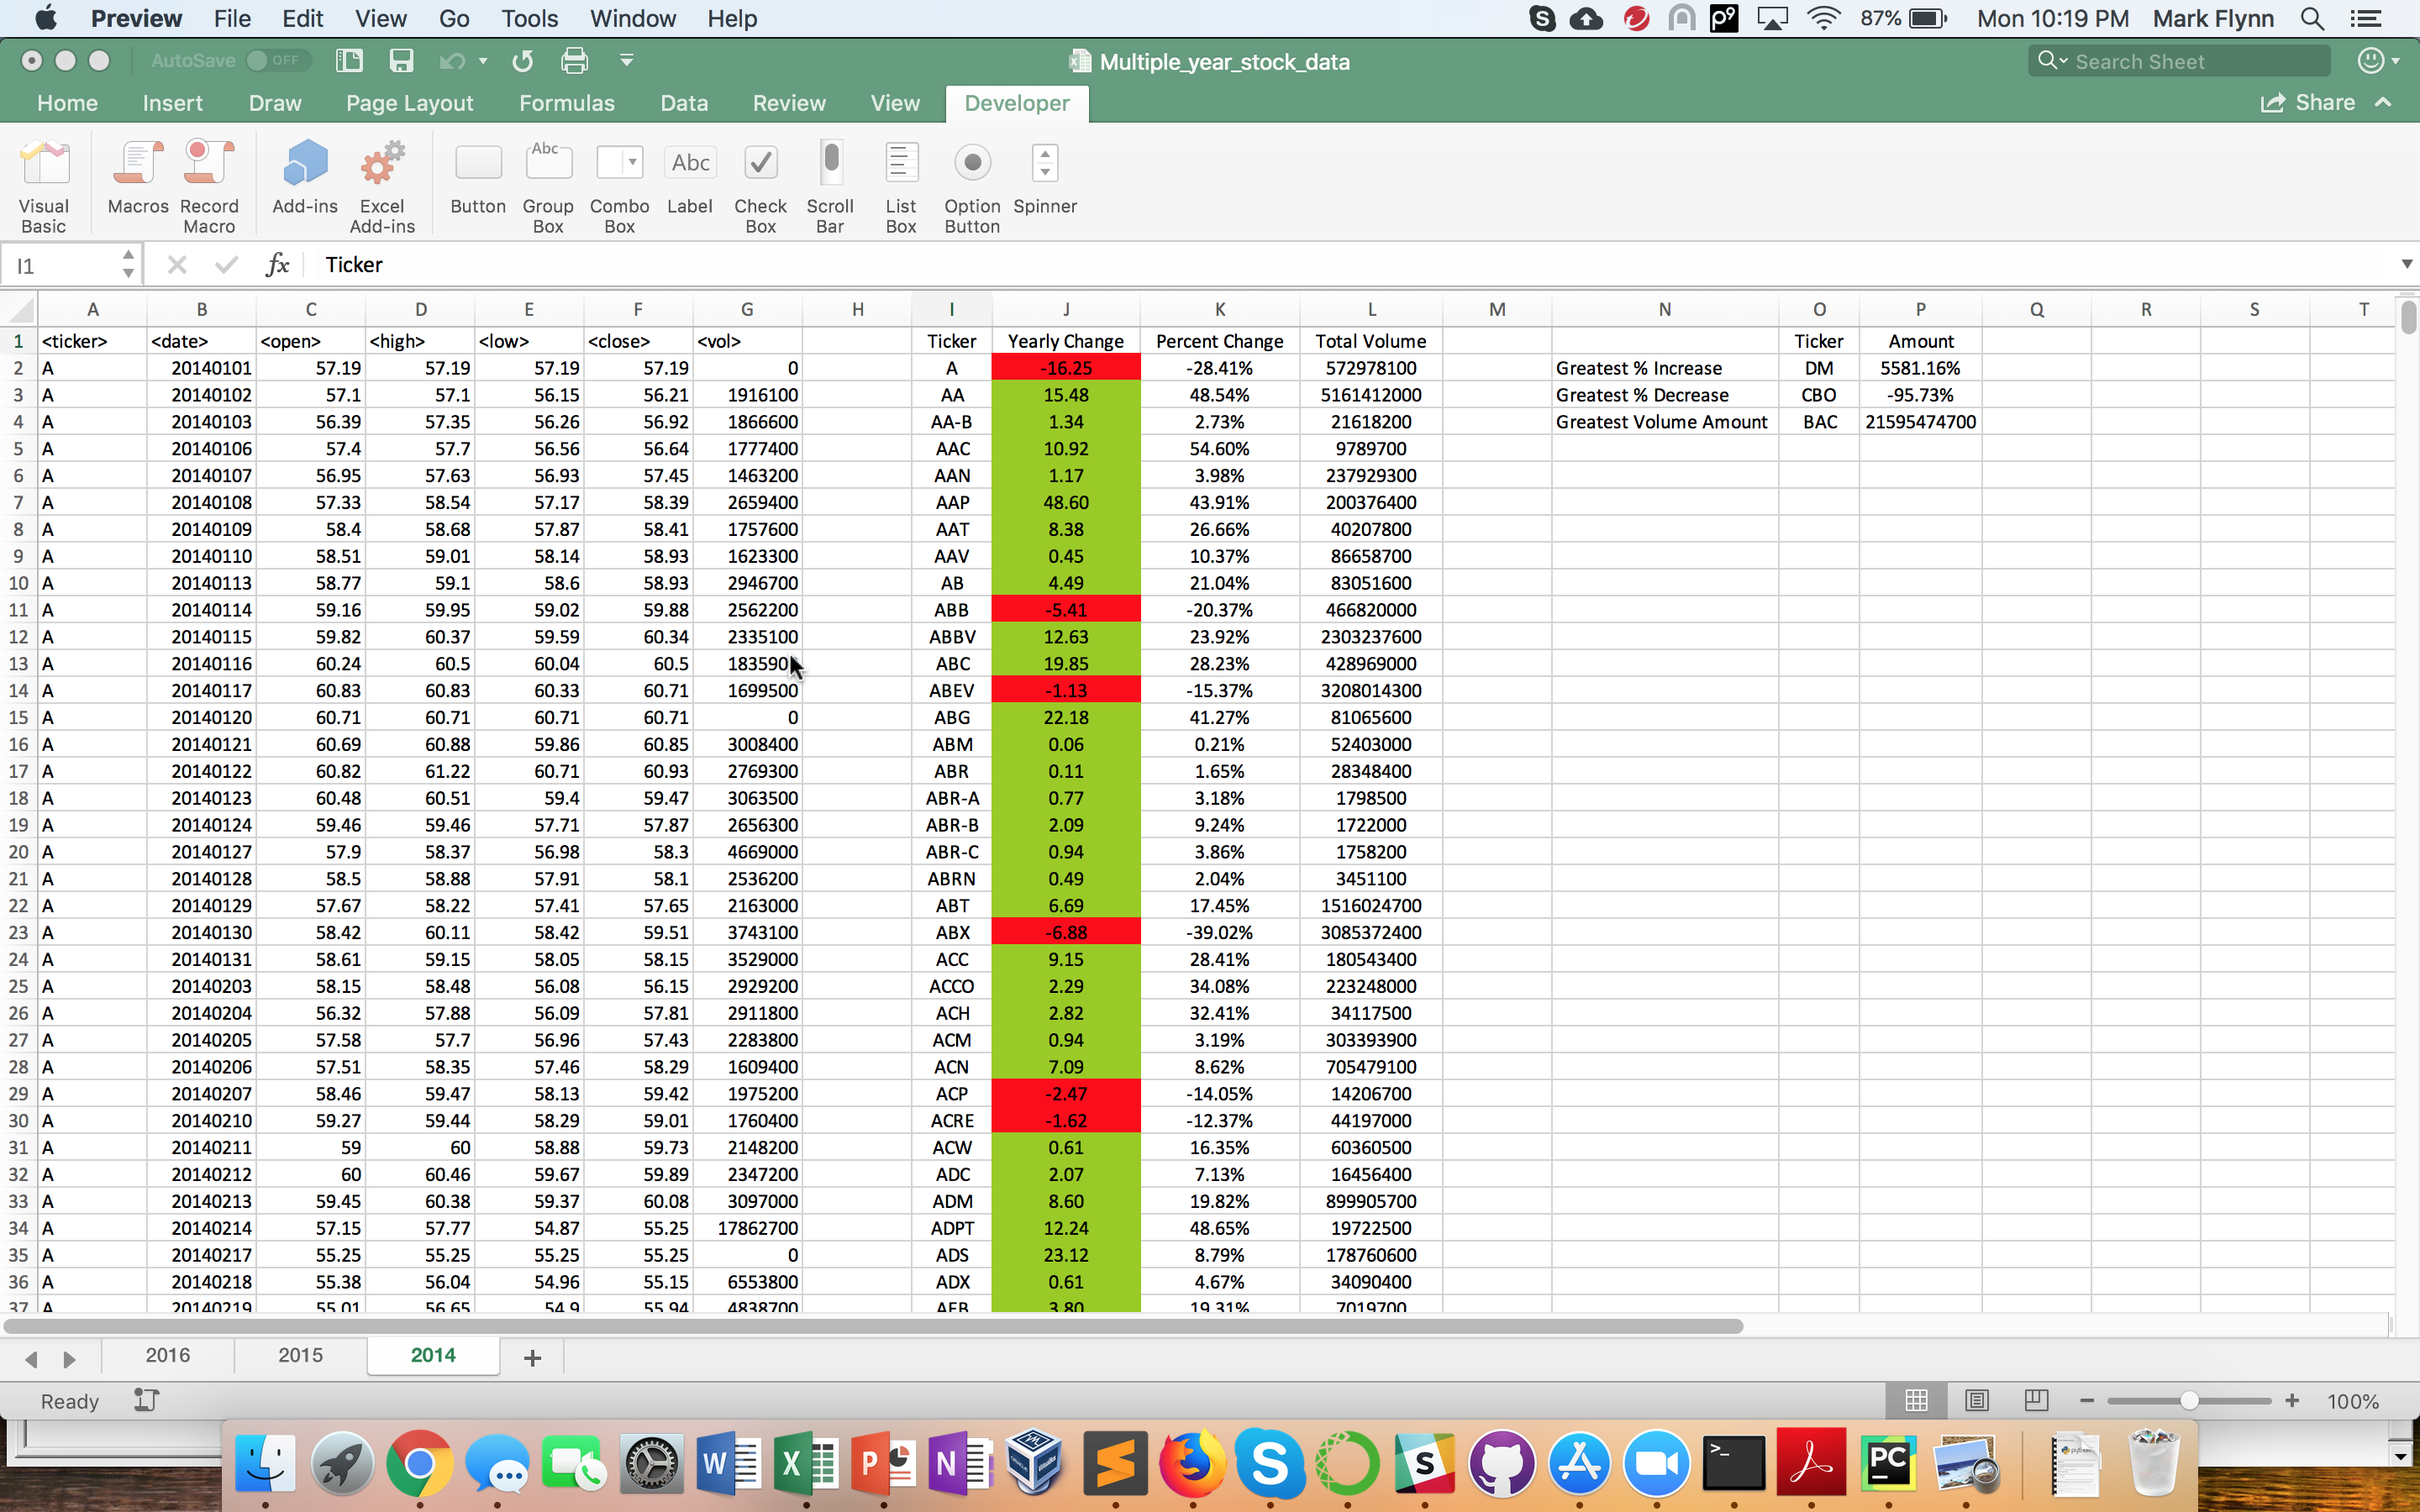 Preview File Edit View Go Tools Window Help 87% Mon 10:19 PM Mark Flynn
AutoSave OFF Multiple_year_stock_data Search Sheet
Home Insert Draw Page Layout Formulas Data Review View Developer Share
Visual Basic Macros Record Macro Add-ins Excel Add-ins Button Group Box Combo Box Label Check Box Scroll Bar List Box Option Button Spinner
I1 fx Ticker
A B C D E F G H I J K L M N O P Q R S T
1 <ticker> <date> <open> <high> <low> <close> <vol> Ticker Yearly Change Percent Change Total Volume Ticker Amount
2 A 20140101 57.19 57.19 57.19 57.19 0 A -16.25 -28.41% 572978100 Greatest % Increase DM 5581.16%
3 A 20140102 57.1 57.1 56.15 56.21 1916100 AA 15.48 48.54% 5161412000 Greatest % Decrease CBO -95.73%
4 A 20140103 56.39 57.35 56.26 56.92 1866600 AA-B 1.34 2.73% 21618200 Greatest Volume Amount BAC 21595474700
5 A 20140106 57.4 57.7 56.56 56.64 1777400 AAC 10.92 54.60% 9789700
6 A 20140107 56.95 57.63 56.93 57.45 1463200 AAN 1.17 3.98% 237929300
7 A 20140108 57.33 58.54 57.17 58.39 2659400 AAP 48.60 43.91% 200376400
8 A 20140109 58.4 58.68 57.87 58.41 1757600 AAT 8.38 26.66% 40207800
9 A 20140110 58.51 59.01 58.14 58.93 1623300 AAV 0.45 10.37% 86658700
10 A 20140113 58.77 59.1 58.6 58.93 2946700 AB 4.49 21.04% 83051600
11 A 20140114 59.16 59.95 59.02 59.88 2562200 ABB -5.41 -20.37% 466820000
12 A 20140115 59.82 60.37 59.59 60.34 2335100 ABBV 12.63 23.92% 2303237600
13 A 20140116 60.24 60.5 60.04 60.5 1835900 ABC 19.85 28.23% 428969000
14 A 20140117 60.83 60.83 60.33 60.71 1699500 ABEV -1.13 -15.37% 3208014300
15 A 20140120 60.71 60.71 60.71 60.71 0 ABG 22.18 41.27% 81065600
16 A 20140121 60.69 60.88 59.86 60.85 3008400 ABM 0.06 0.21% 52403000
17 A 20140122 60.82 61.22 60.71 60.93 2769300 ABR 0.11 1.65% 28348400
18 A 20140123 60.48 60.51 59.4 59.47 3063500 ABR-A 0.77 3.18% 1798500
19 A 20140124 59.46 59.46 57.71 57.87 2656300 ABR-B 2.09 9.24% 1722000
20 A 20140127 57.9 58.37 56.98 58.3 4669000 ABR-C 0.94 3.86% 1758200
21 A 20140128 58.5 58.88 57.91 58.1 2536200 ABRN 0.49 2.04% 3451100
22 A 20140129 57.67 58.22 57.41 57.65 2163000 ABT 6.69 17.45% 1516024700
23 A 20140130 58.42 60.11 58.42 59.51 3743100 ABX -6.88 -39.02% 3085372400
24 A 20140131 58.61 59.15 58.05 58.15 3529000 ACC 9.15 28.41% 180543400
25 A 20140203 58.15 58.48 56.08 56.15 2929200 ACCO 2.29 34.08% 223248000
26 A 20140204 56.32 57.88 56.09 57.81 2911800 ACH 2.82 32.41% 34117500
27 A 20140205 57.58 57.7 56.96 57.43 2283800 ACM 0.94 3.19% 303393900
28 A 20140206 57.51 58.35 57.46 58.29 1609400 ACN 7.09 8.62% 705479100
29 A 20140207 58.46 59.47 58.13 59.42 1975200 ACP -2.47 -14.05% 14206700
30 A 20140210 59.27 59.44 58.29 59.01 1760400 ACRE -1.62 -12.37% 44197000
31 A 20140211 59 60 58.88 59.73 2148200 ACW 0.61 16.35% 60360500
32 A 20140212 60 60.46 59.67 59.89 2347200 ADC 2.07 7.13% 16456400
33 A 20140213 59.45 60.38 59.37 60.08 3097000 ADM 8.60 19.82% 899905700
34 A 20140214 57.15 57.77 54.87 55.25 17862700 ADPT 12.24 48.65% 19722500
35 A 20140217 55.25 55.25 55.25 55.25 0 ADS 23.12 8.79% 178760600
36 A 20140218 55.38 56.04 54.96 55.15 6553800 ADX 0.61 4.67% 34090400
37 A 20140219 55.01 56.65 54.9 55.94 4838700 AEB 3.80 19.31% 7019700
2016 2015 2014
Ready 100%